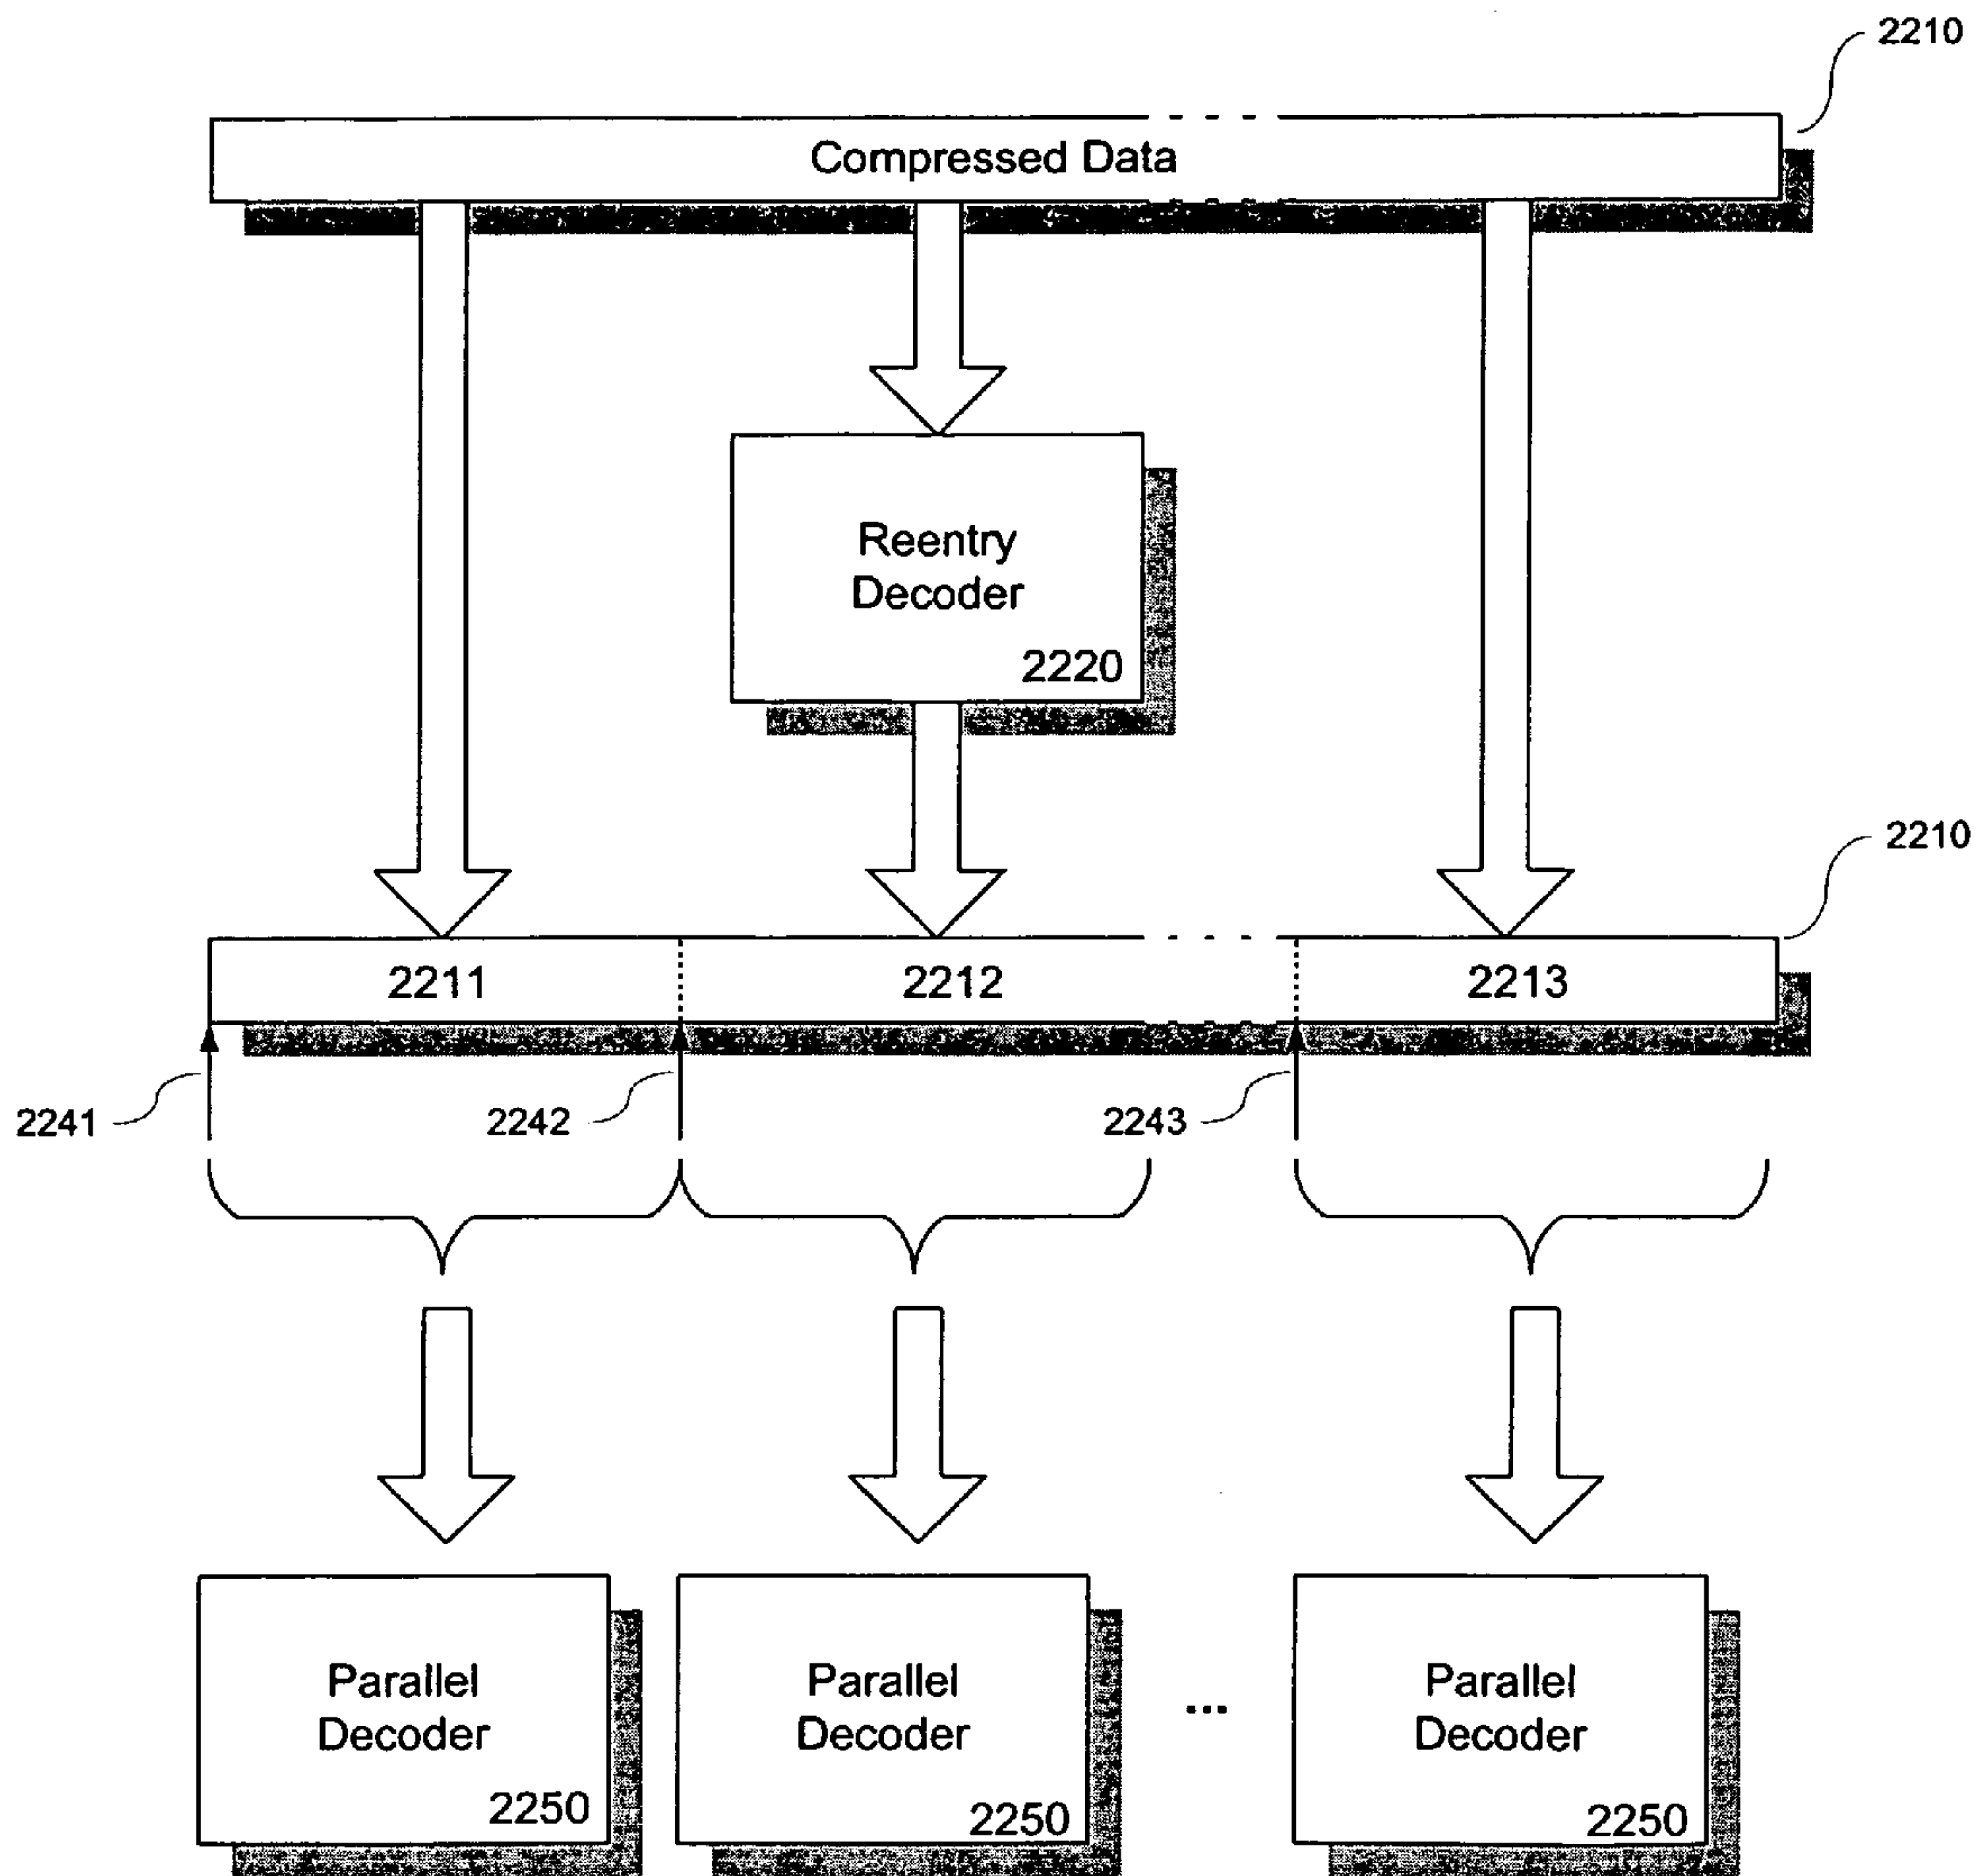 2210
Compressed Data
Reentry
Decoder
2220
2210
2211
2212
2213
2241
2242
2243
Parallel
Decoder
2250
Parallel
Decoder
2250
...
Parallel
Decoder
2250